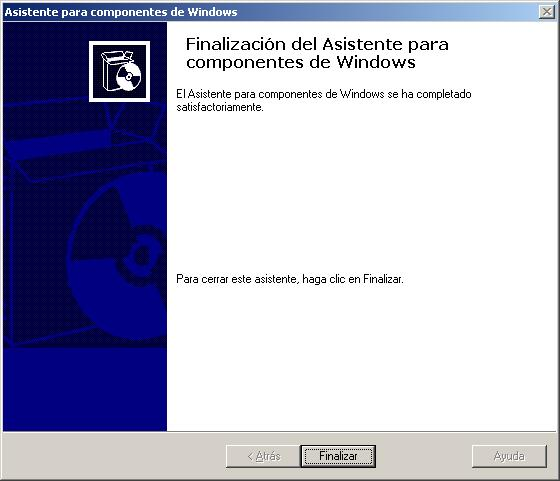 Asistente para componentes de Windows
Finalización del Asistente para
componentes de Windows
El Asistente para componentes de Windows se ha completado
satisfactoriamente.
Para cerrar este asistente, haga clic en Finalizar.
< Atrás
Finalizar
Ayuda